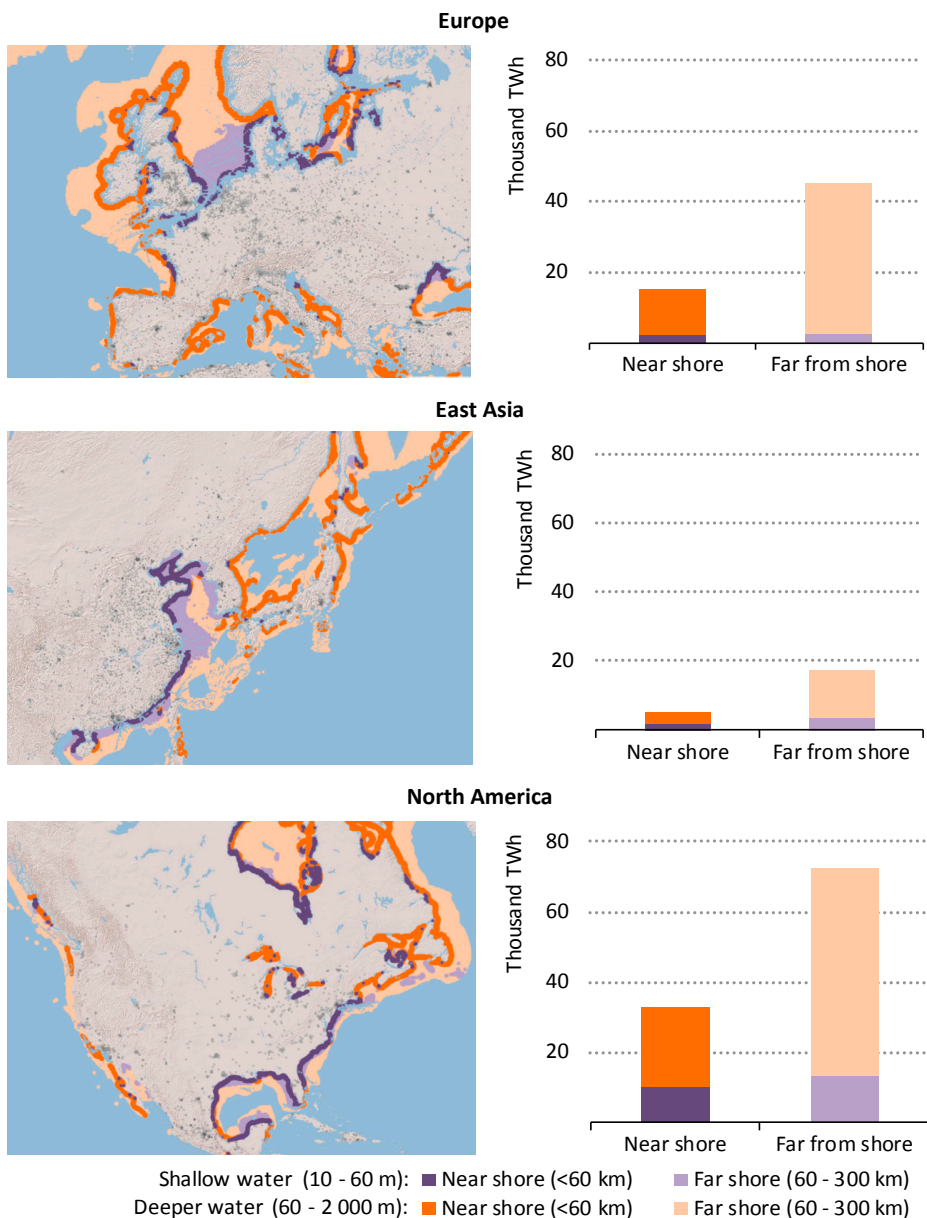 Europe
Thousand TWh
80
60
40
20
Near shore
Far from shore
East Asia
Thousand TWh
80
60
40
20
Near shore
Far from shore
North America
Thousand TWh
80
60
40
20
Near shore
Far from shore
Shallow water (10 - 60 m): Near shore (<60 km) Far shore (60 - 300 km)
Deeper water (60 - 2 000 m): Near shore (<60 km) Far shore (60 - 300 km)